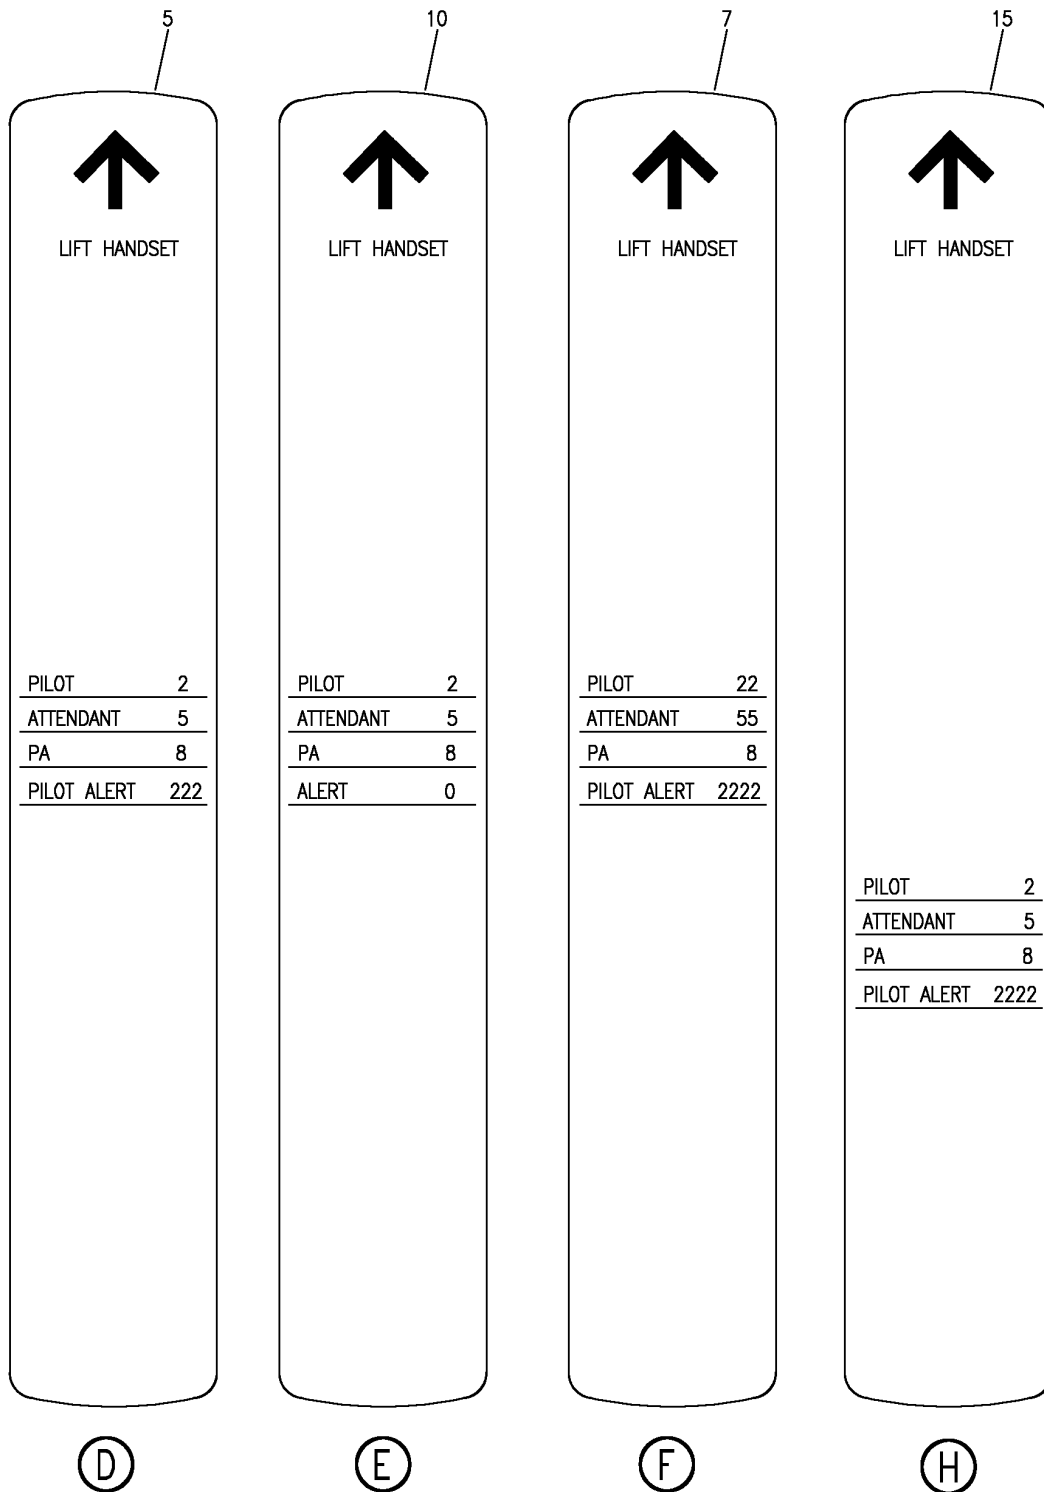 5 10 7 15
LIFT HANDSET LIFT HANDSET LIFT HANDSET LIFT HANDSET
PILOT 2 PILOT 2 PILOT 22
ATTENDANT 5 ATTENDANT 5 ATTENDANT 55
PA 8 PA 8 PA 8
PILOT ALERT 222 ALERT 0 PILOT ALERT 2222
PILOT 2
ATTENDANT 5
PA 8
PILOT ALERT 2222
D E F H